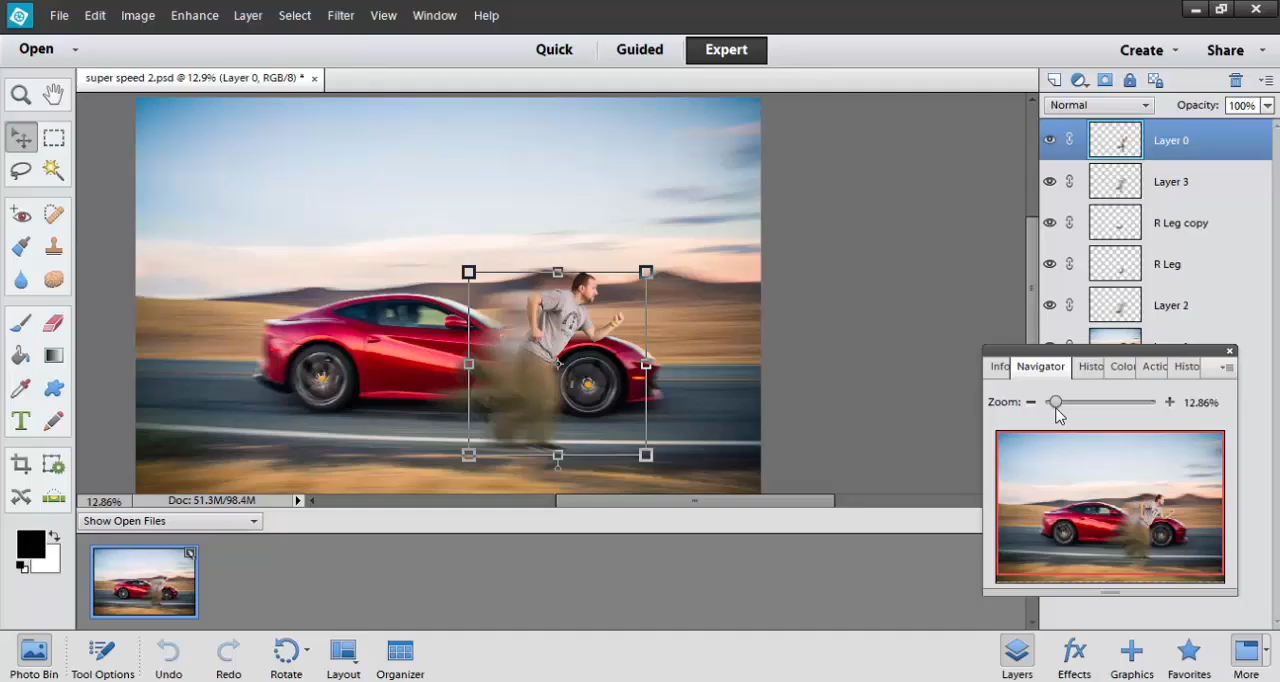 File Edit Image Enhance Layer Select Filter View Window Help
Open Quick Guided Expert Create Share
super speed 2.psd @ 12.9% (Layer 0, RGB/8) * ×
Normal Opacity: 100%
Layer 0
Layer 3
R Leg copy
R Leg
Layer 2
Info Navigator Histo Color Actic Histo
Zoom: 12.86%
12.86% Doc: 51.3M/98.4M
Show Open Files
Photo Bin Tool Options Undo Redo Rotate Layout Organizer Layers Effects Graphics Favorites More